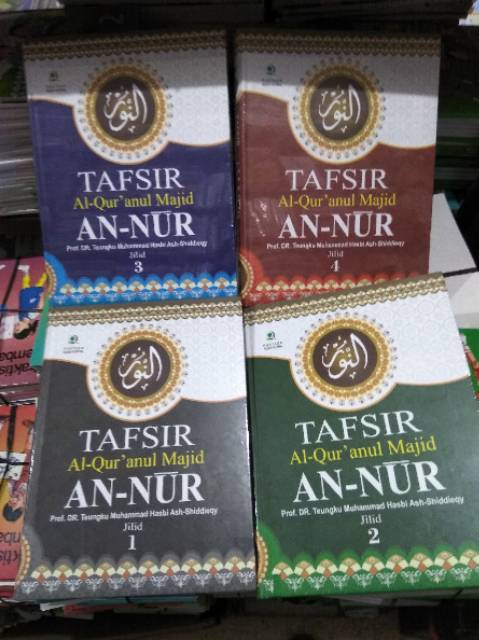 النور
TAFSIR
Al-Qur'anul Majid
AN-NŪR
Prof. DR. Teungku Muhammad Hasbi Ash-Shiddieqy
Jilid
3
النور
TAFSIR
Al-Qur'anul Majid
AN-NŪR
Prof. DR. Teungku Muhammad Hasbi Ash-Shiddieqy
Jilid
4
النور
TAFSIR
Al-Qur'anul Majid
AN-NŪR
Prof. DR. Teungku Muhammad Hasbi Ash-Shiddieqy
Jilid
1
النور
TAFSIR
Al-Qur'anul Majid
AN-NŪR
Prof. DR. Teungku Muhammad Hasbi Ash-Shiddieqy
Jilid
2